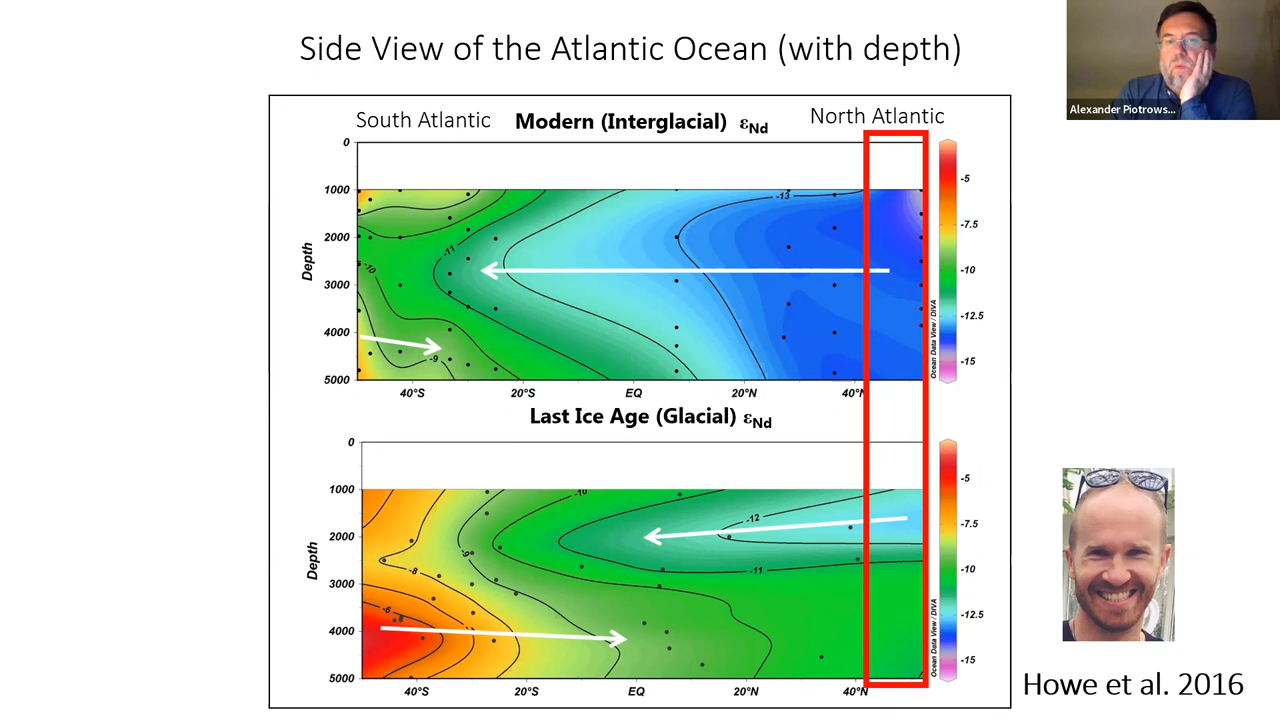 Side View of the Atlantic Ocean (with depth)
Alexander Piotrows...
South Atlantic
Modern (Interglacial) εNd
North Atlantic
0
1000
2000
3000
4000
5000
Depth
-13
-11
-10
-9
40°S
20°S
EQ
20°N
40°N
-5
-7.5
-10
-12.5
-15
Ocean Data View / DIVA
Last Ice Age (Glacial) εNd
0
1000
2000
3000
4000
5000
Depth
-10
-12
-11
-9
-8
-6
40°S
20°S
EQ
20°N
40°N
-5
-7.5
-10
-12.5
-15
Ocean Data View / DIVA
Howe et al. 2016